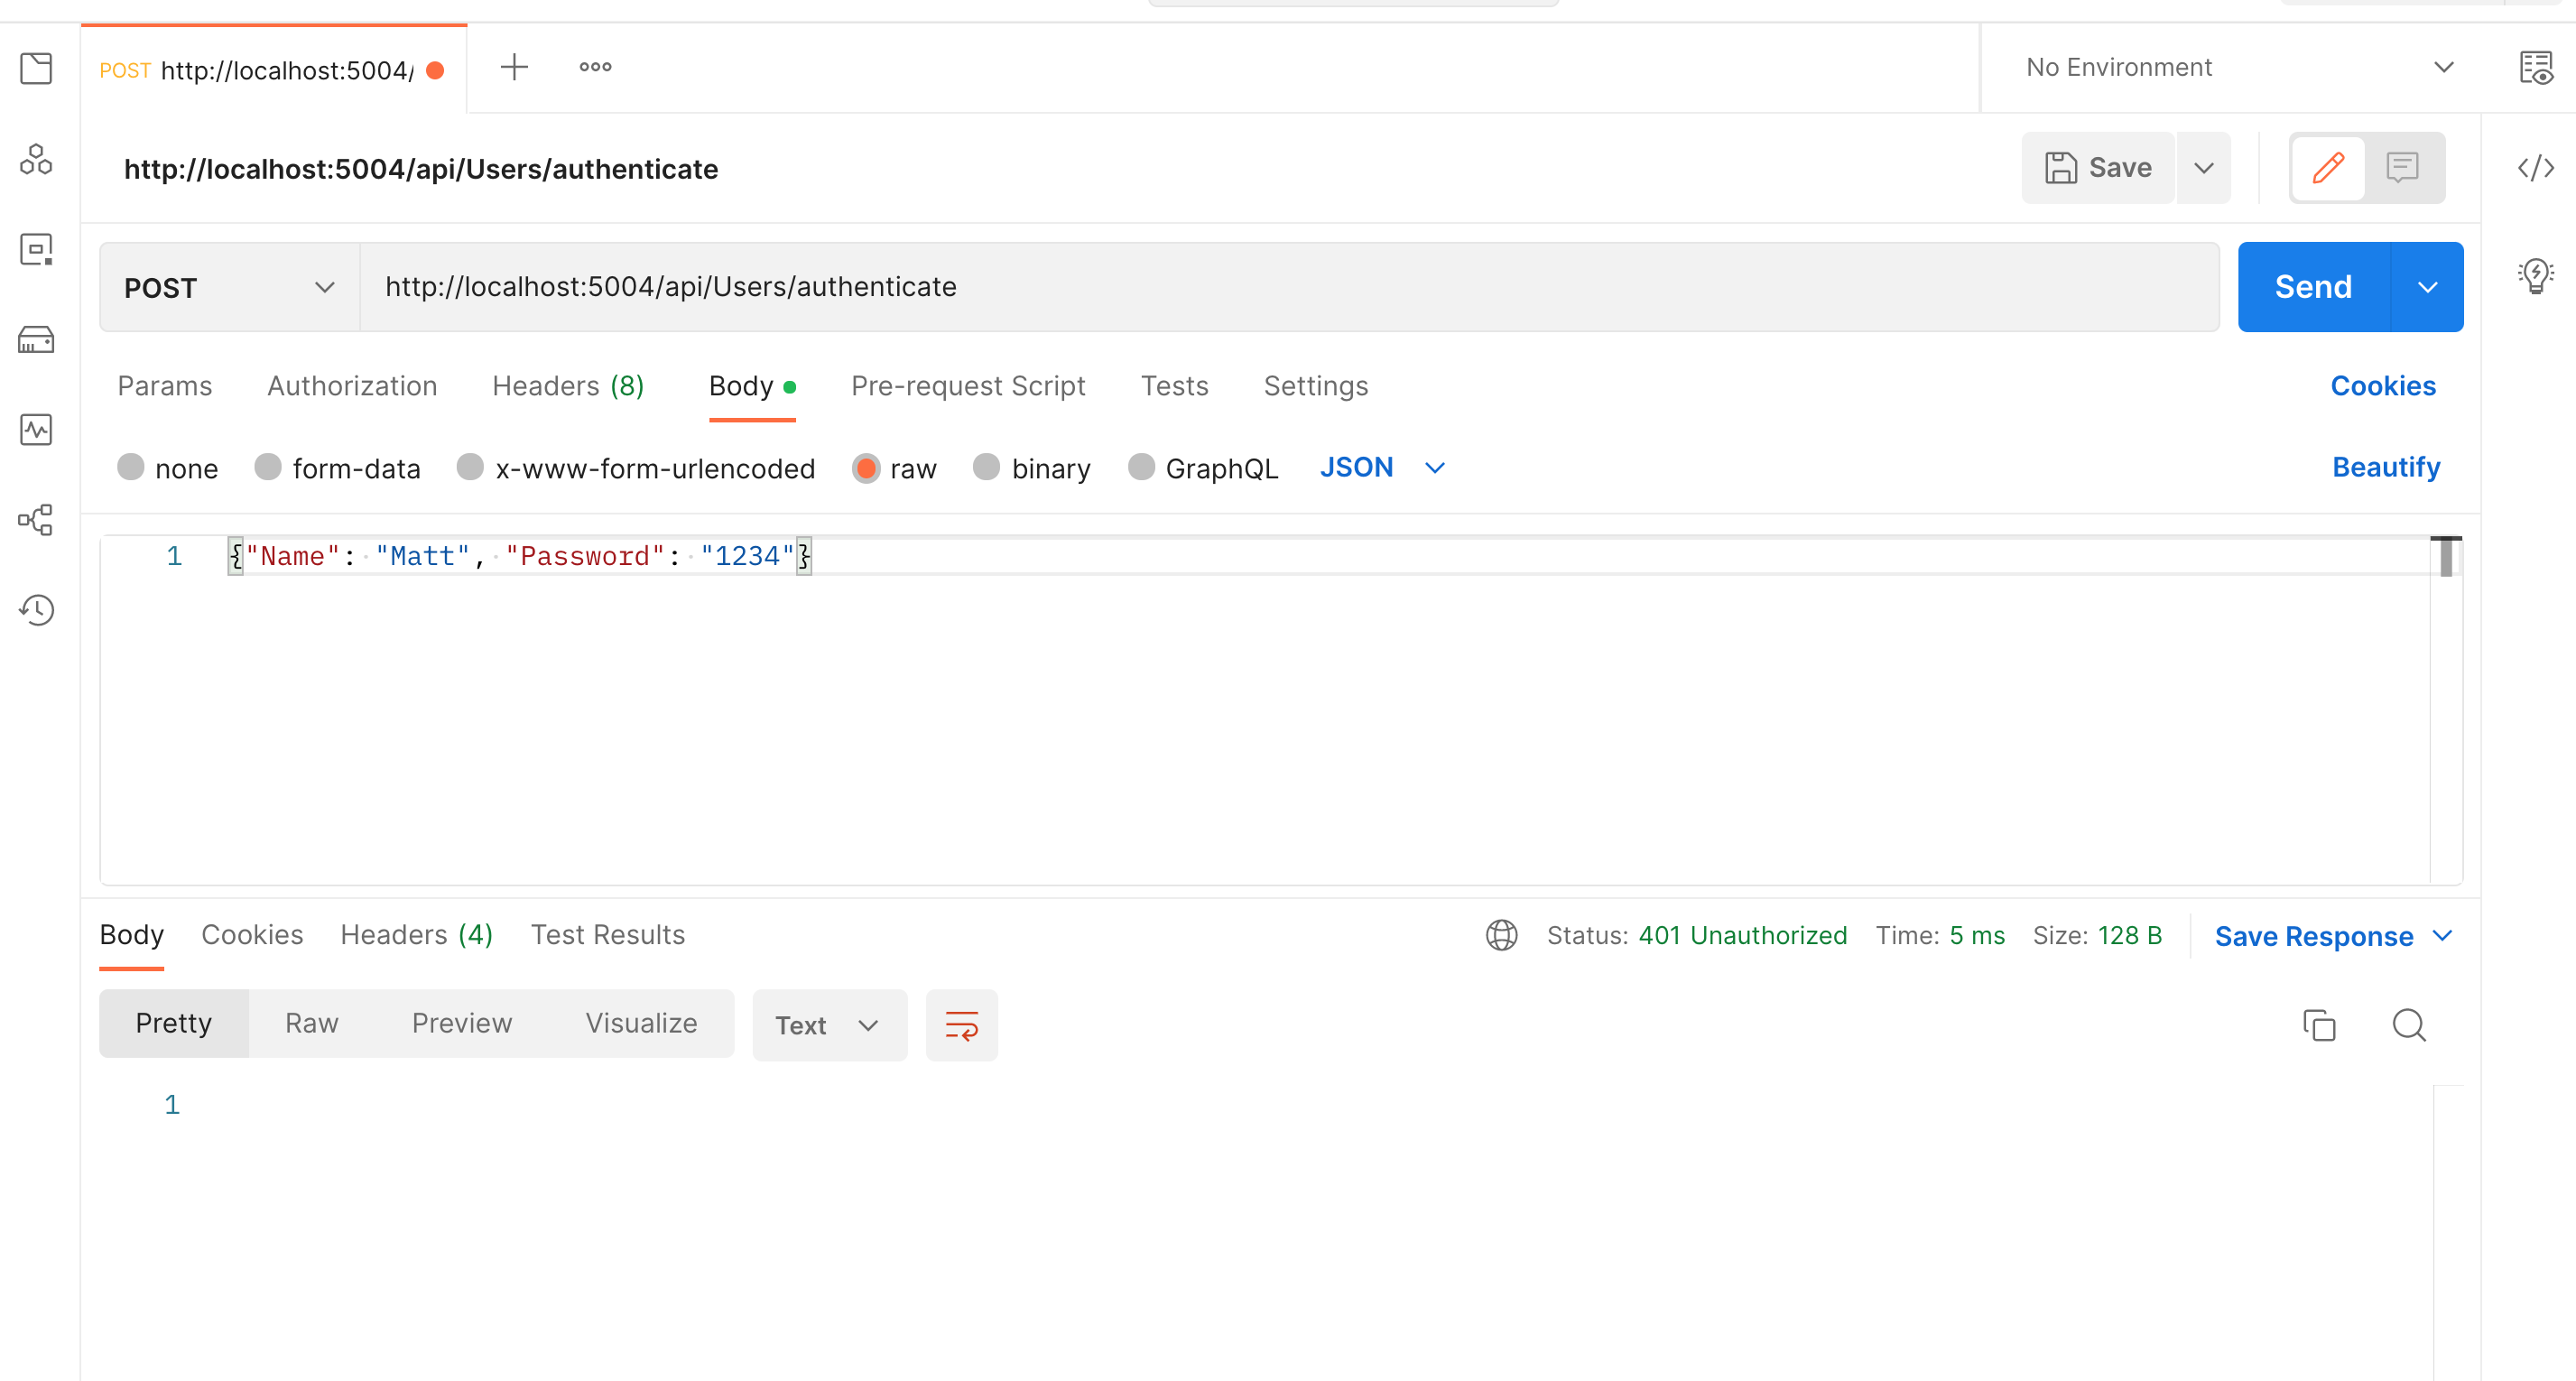 POST http://localhost:5004/
No Environment
http://localhost:5004/api/Users/authenticate
Save
POST
http://localhost:5004/api/Users/authenticate
Send
Params Authorization Headers (8) Body Pre-request Script Tests Settings Cookies
none form-data x-www-form-urlencoded raw binary GraphQL JSON Beautify
1 {"Name": "Matt", "Password": "1234"}
Body Cookies Headers (4) Test Results Status: 401 Unauthorized Time: 5 ms Size: 128 B Save Response
Pretty Raw Preview Visualize Text
1